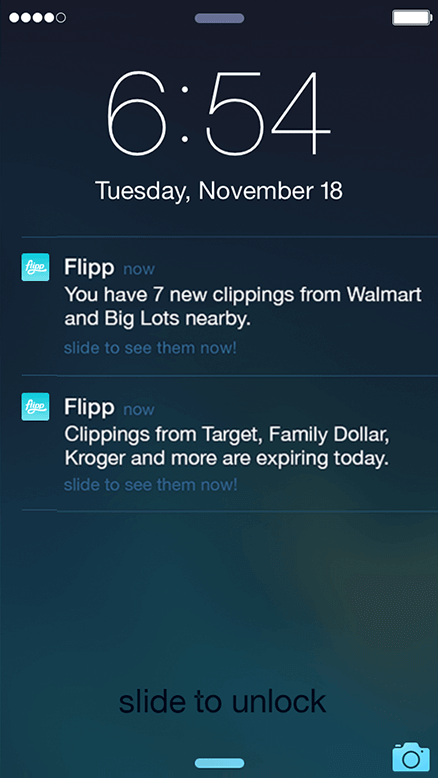 6:54
Tuesday, November 18
Flipp now
You have 7 new clippings from Walmart
and Big Lots nearby.
slide to see them now!
Flipp now
Clippings from Target, Family Dollar,
Kroger and more are expiring today.
slide to see them now!
slide to unlock